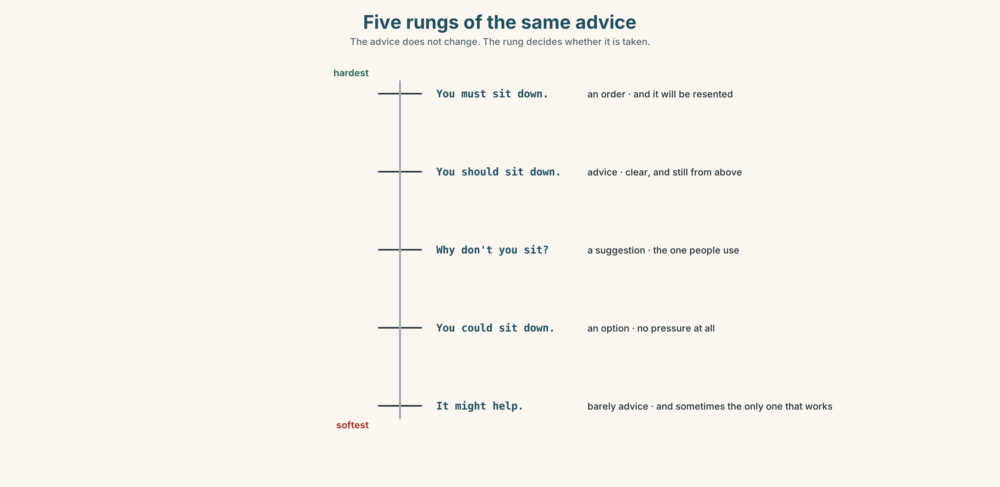 Five rungs of the same advice
The advice does not change. The rung decides whether it is taken.
hardest
You must sit down. an order · and it will be resented
You should sit down. advice · clear, and still from above
Why don't you sit? a suggestion · the one people use
You could sit down. an option · no pressure at all
It might help. barely advice · and sometimes the only one that works
softest